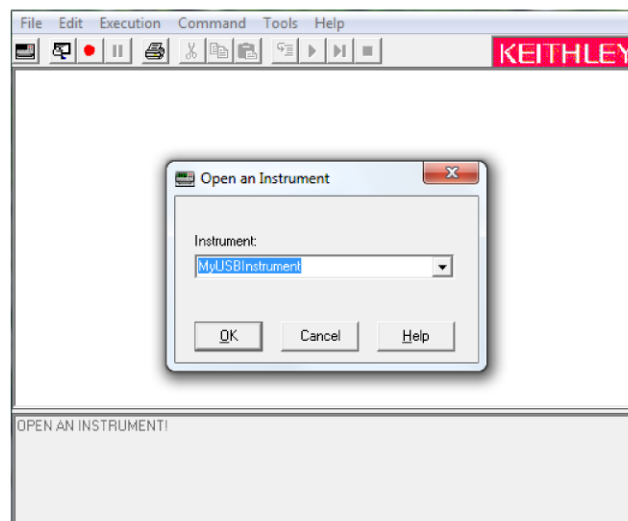 File Edit Execution Command Tools Help
KEITHLEY
Open an Instrument
Instrument:
MyUSBInstrument
OK Cancel Help
OPEN AN INSTRUMENT!